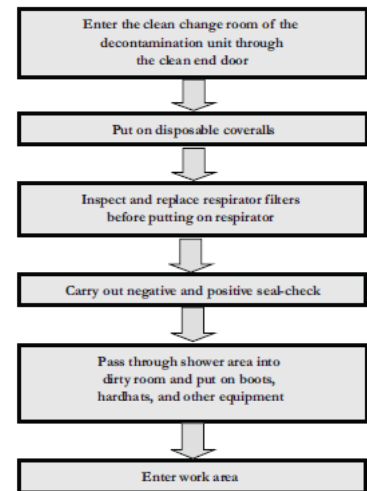 Enter the clean change room of the
decontamination unit through
the clean end door
Put on disposable coveralls
Inspect and replace respirator filters
before putting on respirator
Carry out negative and positive seal-check
Pass through shower area into
dirty room and put on boots,
hardhats, and other equipment
Enter work area